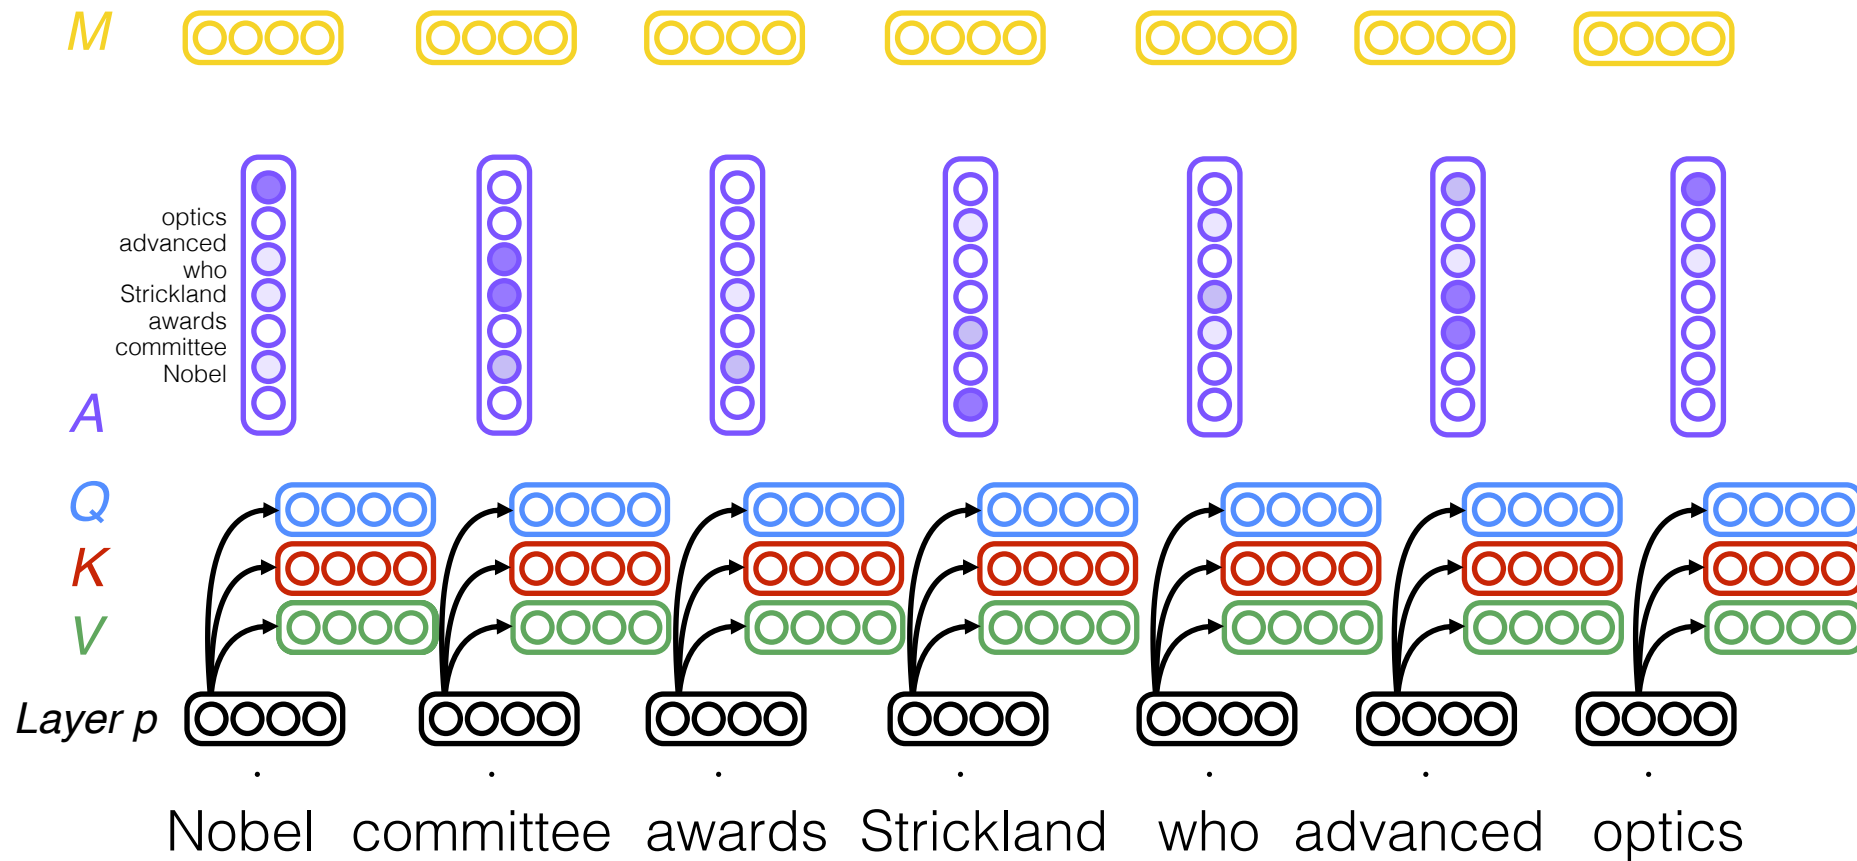 M
optics
advanced
who
Strickland
awards
committee
Nobel
A
Q
K
V
Layer p
Nobel committee awards Strickland who advanced optics